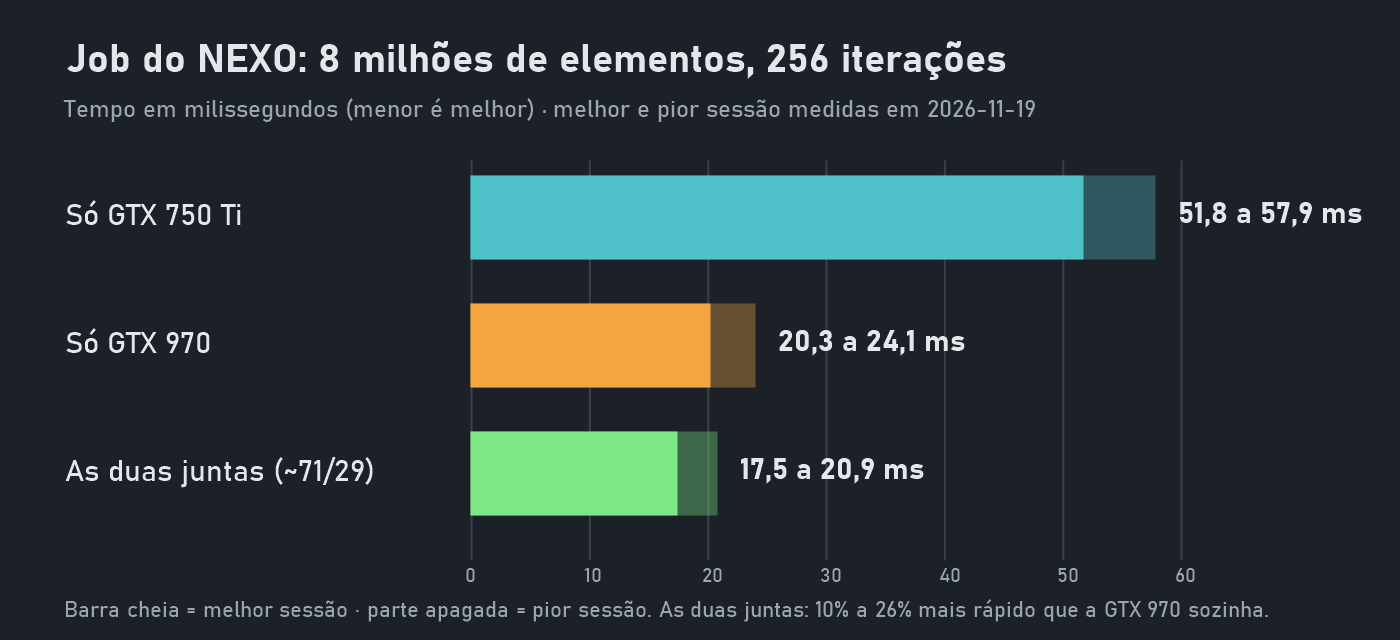 Job do NEXO: 8 milhões de elementos, 256 iterações
Tempo em milissegundos (menor é melhor) · melhor e pior sessão medidas em 2026-11-19
Só GTX 750 Ti
51,8 a 57,9 ms
Só GTX 970
20,3 a 24,1 ms
As duas juntas (~71/29)
17,5 a 20,9 ms
0 10 20 30 40 50 60
Barra cheia = melhor sessão · parte apagada = pior sessão. As duas juntas: 10% a 26% mais rápido que a GTX 970 sozinha.